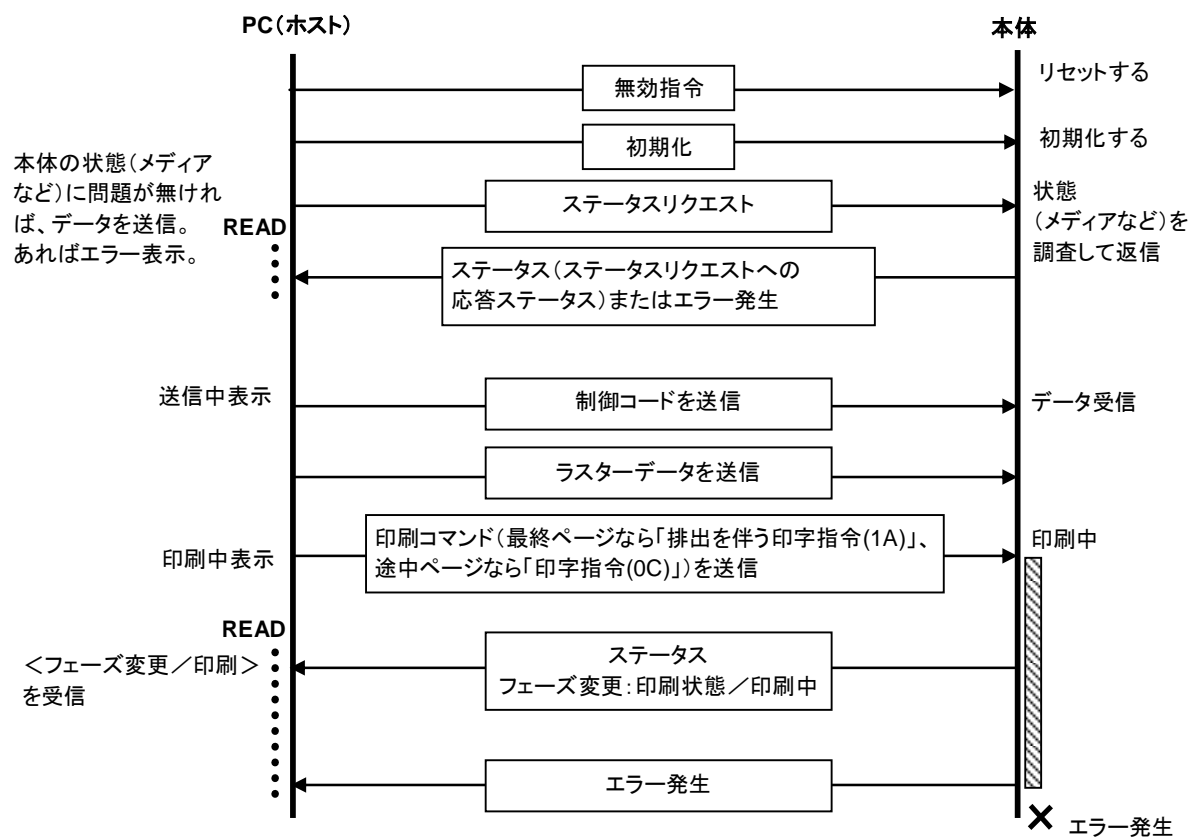 PC（ホスト）
本体
無効指令
リセットする
初期化
初期化する
本体の状態（メディア
など）に問題が無けれ
ば、データを送信。
あればエラー表示。
READ
ステータスリクエスト
状態
（メディアなど）を
調査して返信
ステータス（ステータスリクエストへの
応答ステータス）またはエラー発生
送信中表示
制御コードを送信
データ受信
ラスターデータを送信
印刷中表示
印刷コマンド（最終ページなら「排出を伴う印字指令(1A)」、
途中ページなら「印字指令(0C)」）を送信
印刷中
READ
＜フェーズ変更／印刷＞
を受信
ステータス
フェーズ変更：印刷状態／印刷中
エラー発生
エラー発生